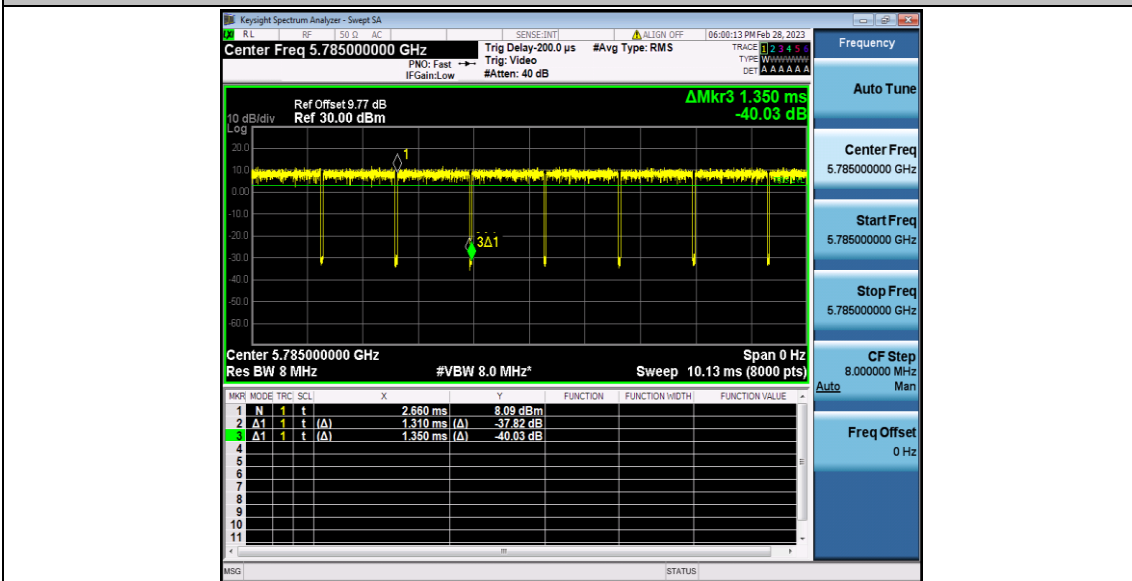 Keysight Spectrum Analyzer - Swept SA
LXI RL RF 50 Ω AC SENSE:INT ALIGN OFF 06:00:13 PM Feb 28, 2023
Center Freq 5.785000000 GHz Trig Delay-200.0 µs #Avg Type: RMS TRACE 1 2 3 4 5 6
PNO: Fast Trig: Video TYPE W
IFGain:Low #Atten: 40 dB DET A A A A A A
Frequency
Auto Tune
Center Freq
5.785000000 GHz
Start Freq
5.785000000 GHz
Stop Freq
5.785000000 GHz
CF Step
8.000000 MHz
Auto Man
Freq Offset
0 Hz
ΔMkr3 1.350 ms
-40.03 dB
Ref Offset 9.77 dB
10 dB/div Ref 30.00 dBm
Log
20.0
10.0
0.00
-10.0
-20.0
-30.0
-40.0
-50.0
-60.0
1
3Δ1
Center 5.785000000 GHz Span 0 Hz
Res BW 8 MHz #VBW 8.0 MHz* Sweep 10.13 ms (8000 pts)
MKR MODE TRC SCL X Y FUNCTION FUNCTION WIDTH FUNCTION VALUE
1 N 1 t 2.660 ms 8.09 dBm
2 Δ1 1 t (Δ) 1.310 ms (Δ) -37.82 dB
3 Δ1 1 t (Δ) 1.350 ms (Δ) -40.03 dB
4
5
6
7
8
9
10
11
MSG STATUS